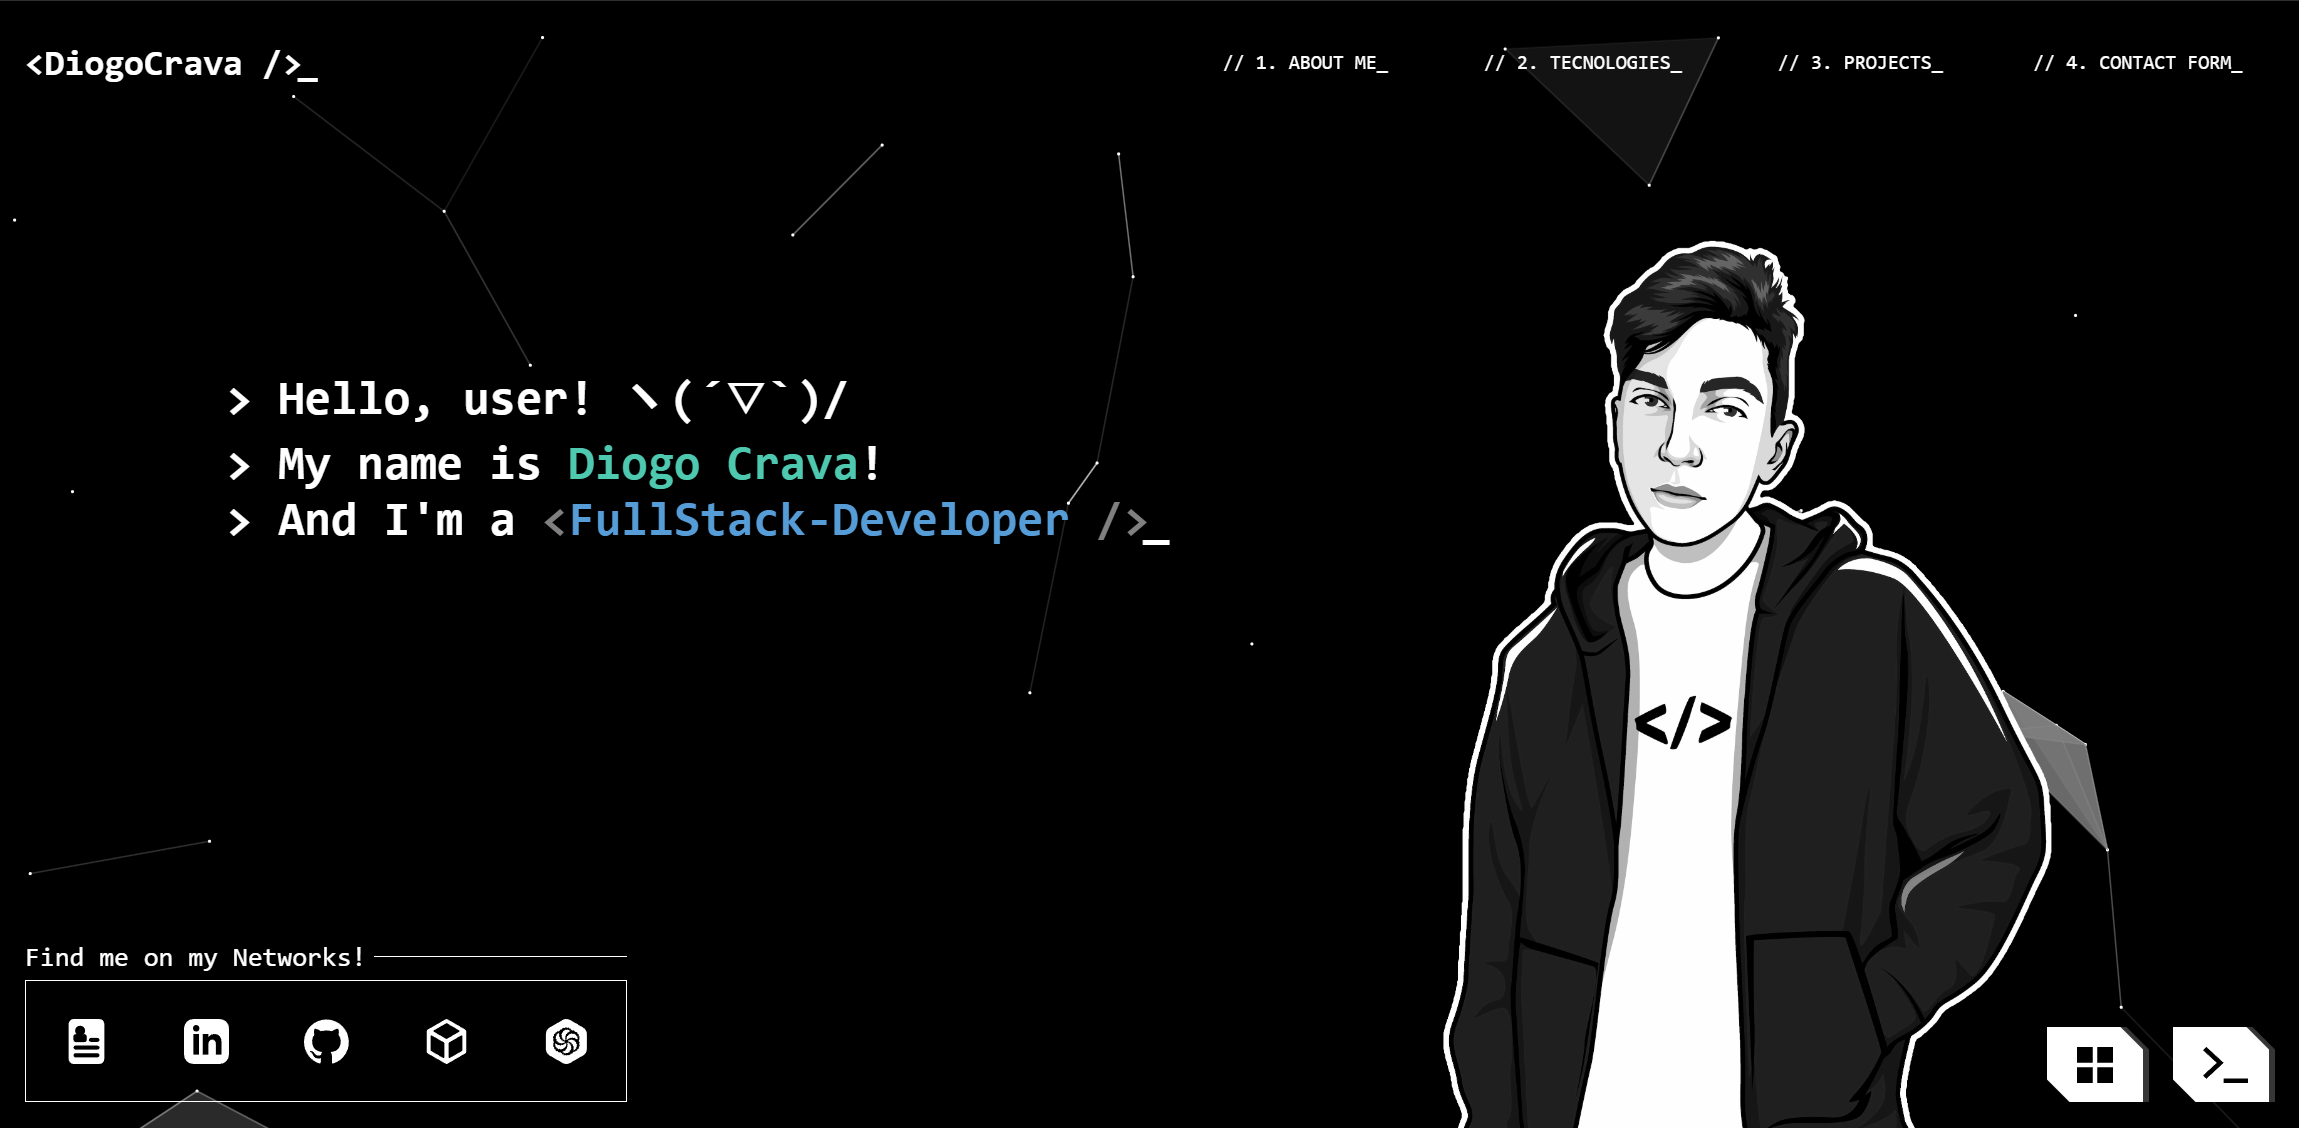 <DiogoCrava />_
// 1. ABOUT ME_
// 2. TECNOLOGIES_
// 3. PROJECTS_
// 4. CONTACT FORM_
> Hello, user! ヽ(´▽`)/
> My name is Diogo Crava!
> And I'm a <FullStack-Developer />_
</>
Find me on my Networks!
in
>_